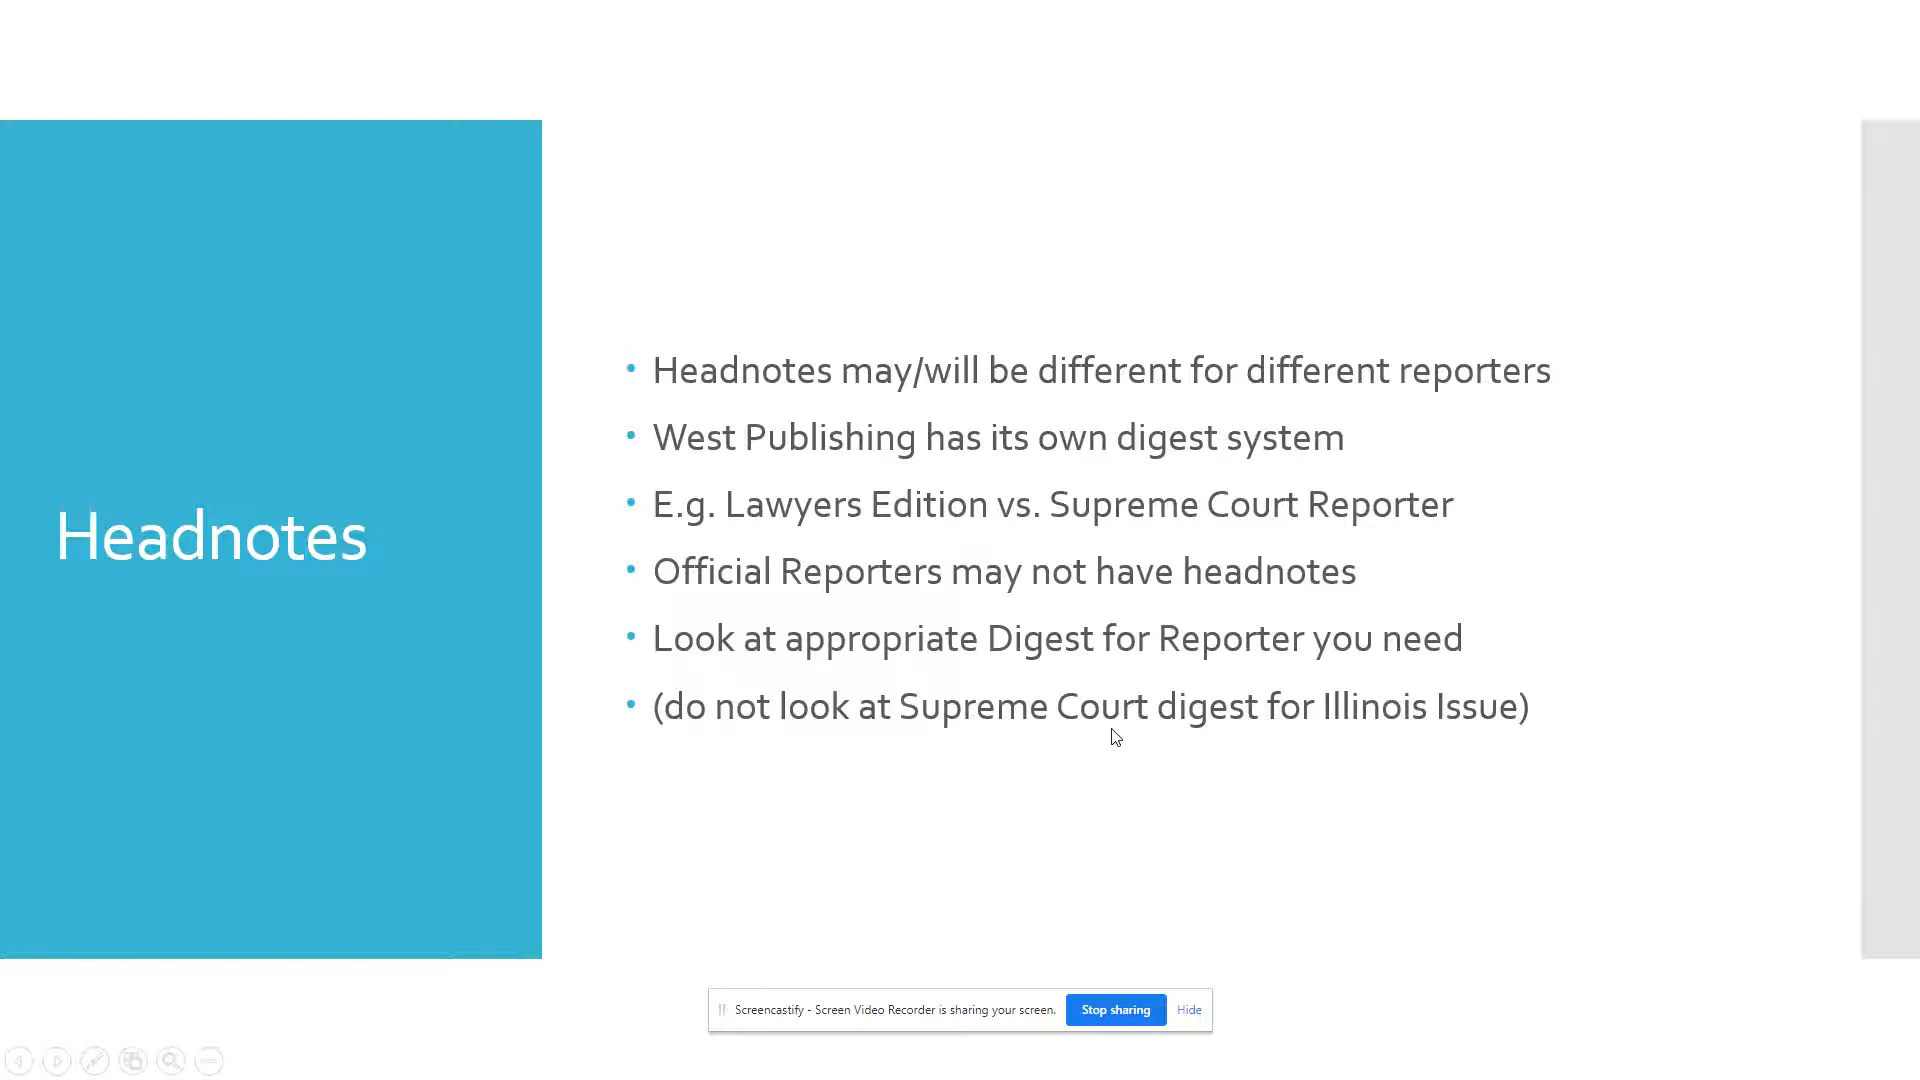 Headnotes
• Headnotes may/will be different for different reporters
• West Publishing has its own digest system
• E.g. Lawyers Edition vs. Supreme Court Reporter
• Official Reporters may not have headnotes
• Look at appropriate Digest for Reporter you need
• (do not look at Supreme Court digest for Illinois Issue)
Screencastify - Screen Video Recorder is sharing your screen. Stop sharing Hide